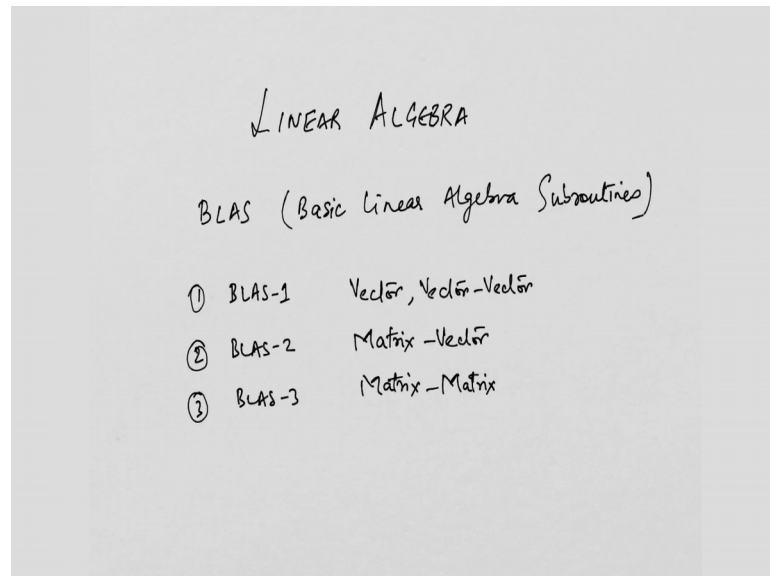 LINEAR ALGEBRA
BLAS (Basic Linear Algebra Subroutines)
① BLAS-1 Vector, Vector-Vector
② BLAS-2 Matrix-Vector
③ BLAS-3 Matrix-Matrix